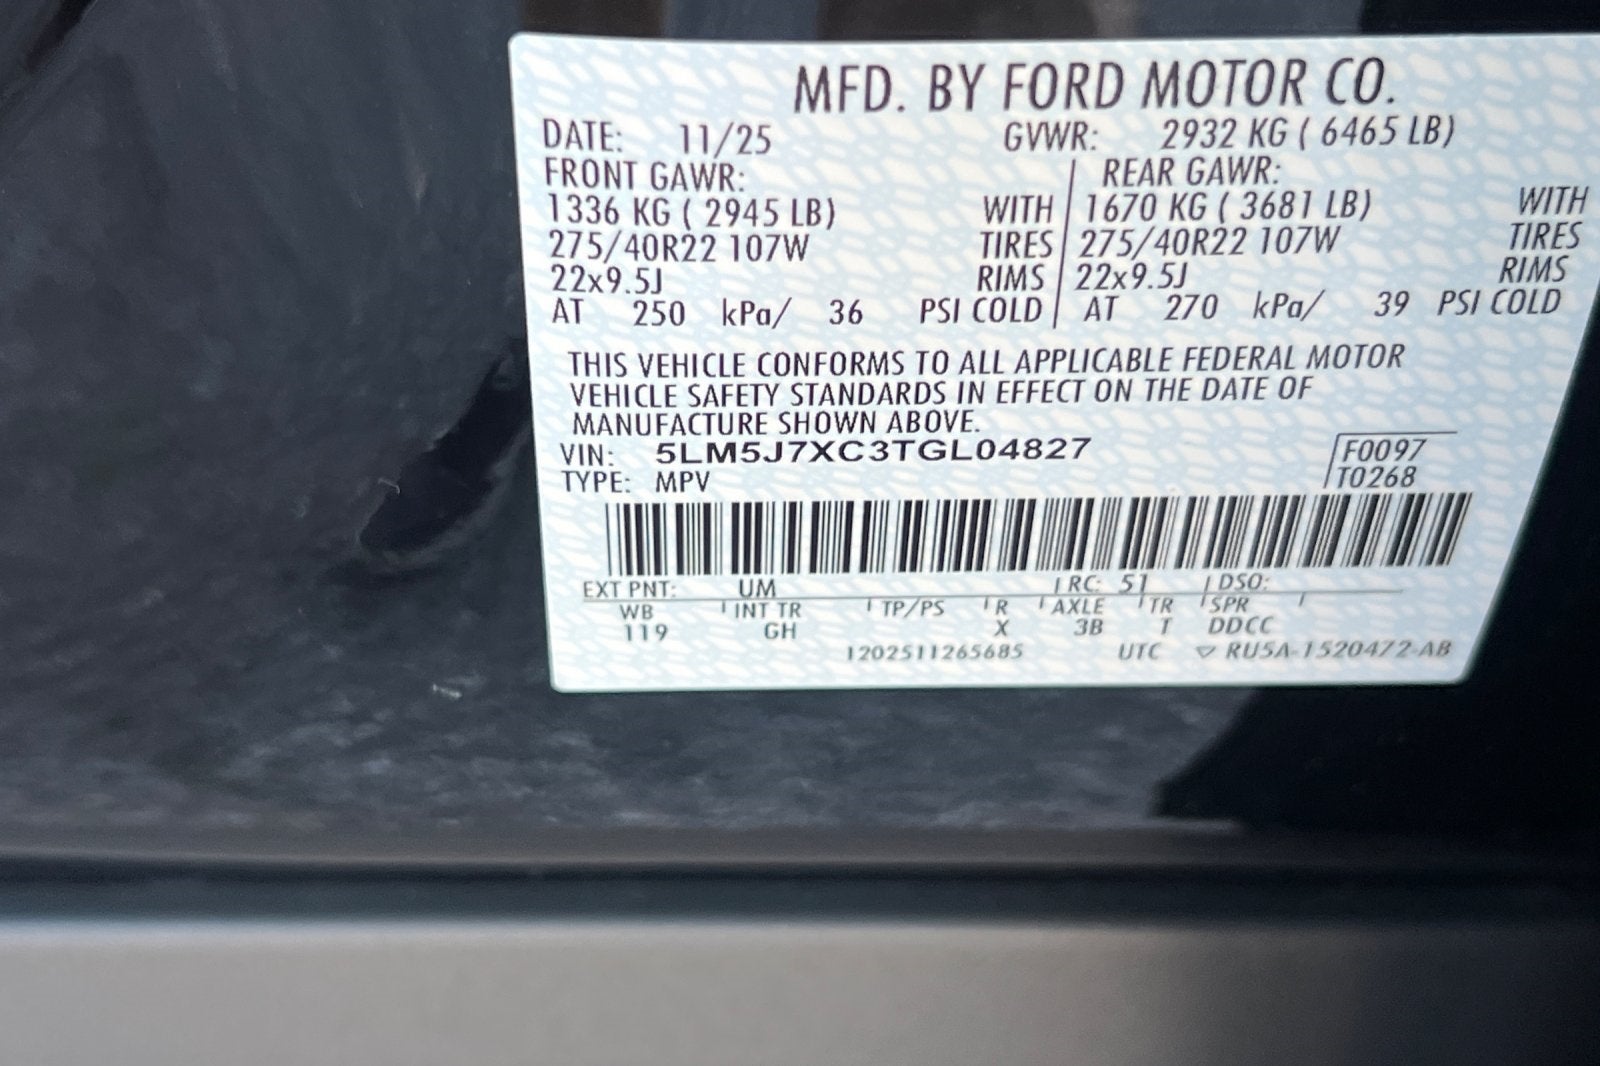 MFD. BY FORD MOTOR CO.
DATE: 11/25 GVWR: 2932 KG ( 6465 LB)
FRONT GAWR: REAR GAWR:
1336 KG ( 2945 LB) WITH 1670 KG ( 3681 LB) WITH
275/40R22 107W TIRES 275/40R22 107W TIRES
22x9.5J RIMS 22x9.5J RIMS
AT 250 kPa/ 36 PSI COLD AT 270 kPa/ 39 PSI COLD
THIS VEHICLE CONFORMS TO ALL APPLICABLE FEDERAL MOTOR
VEHICLE SAFETY STANDARDS IN EFFECT ON THE DATE OF
MANUFACTURE SHOWN ABOVE.
VIN: 5LM5J7XC3TGL04827 F0097
TYPE: MPV T0268
EXT PNT: UM RC: 51 DSO:
WB INT TR TP/PS R AXLE TR SPR
119 GH X 3B T DDCC
1202511265685 UTC ▽ RU5A-1520472-AB